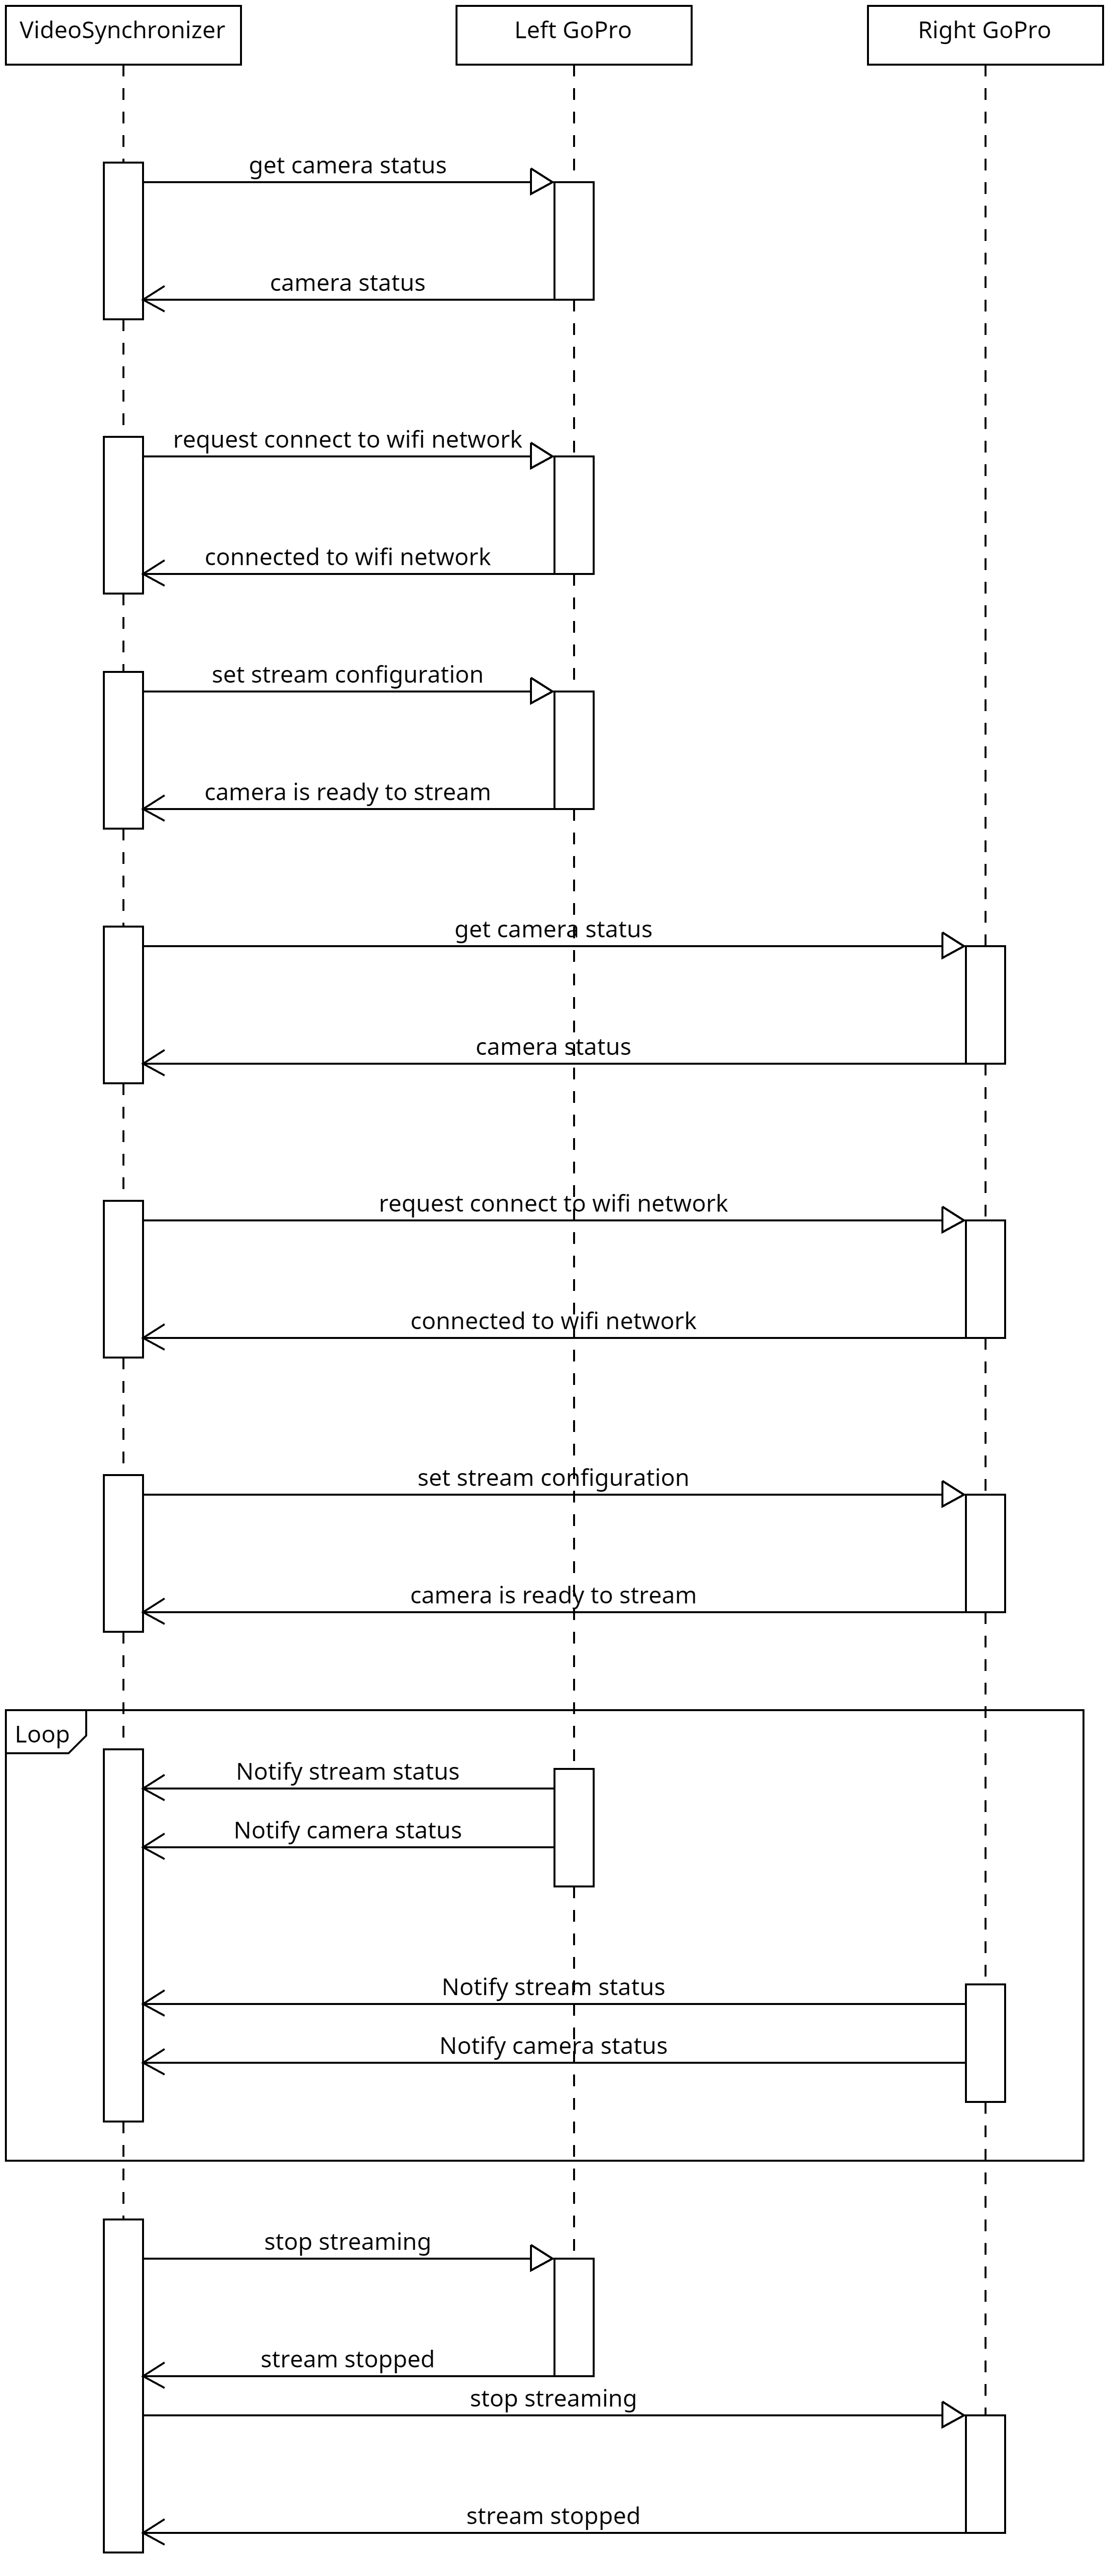 VideoSynchronizer
Left GoPro
Right GoPro
get camera status
camera status
request connect to wifi network
connected to wifi network
set stream configuration
camera is ready to stream
get camera status
camera status
request connect to wifi network
connected to wifi network
set stream configuration
camera is ready to stream
Loop
Notify stream status
Notify camera status
Notify stream status
Notify camera status
stop streaming
stream stopped
stop streaming
stream stopped